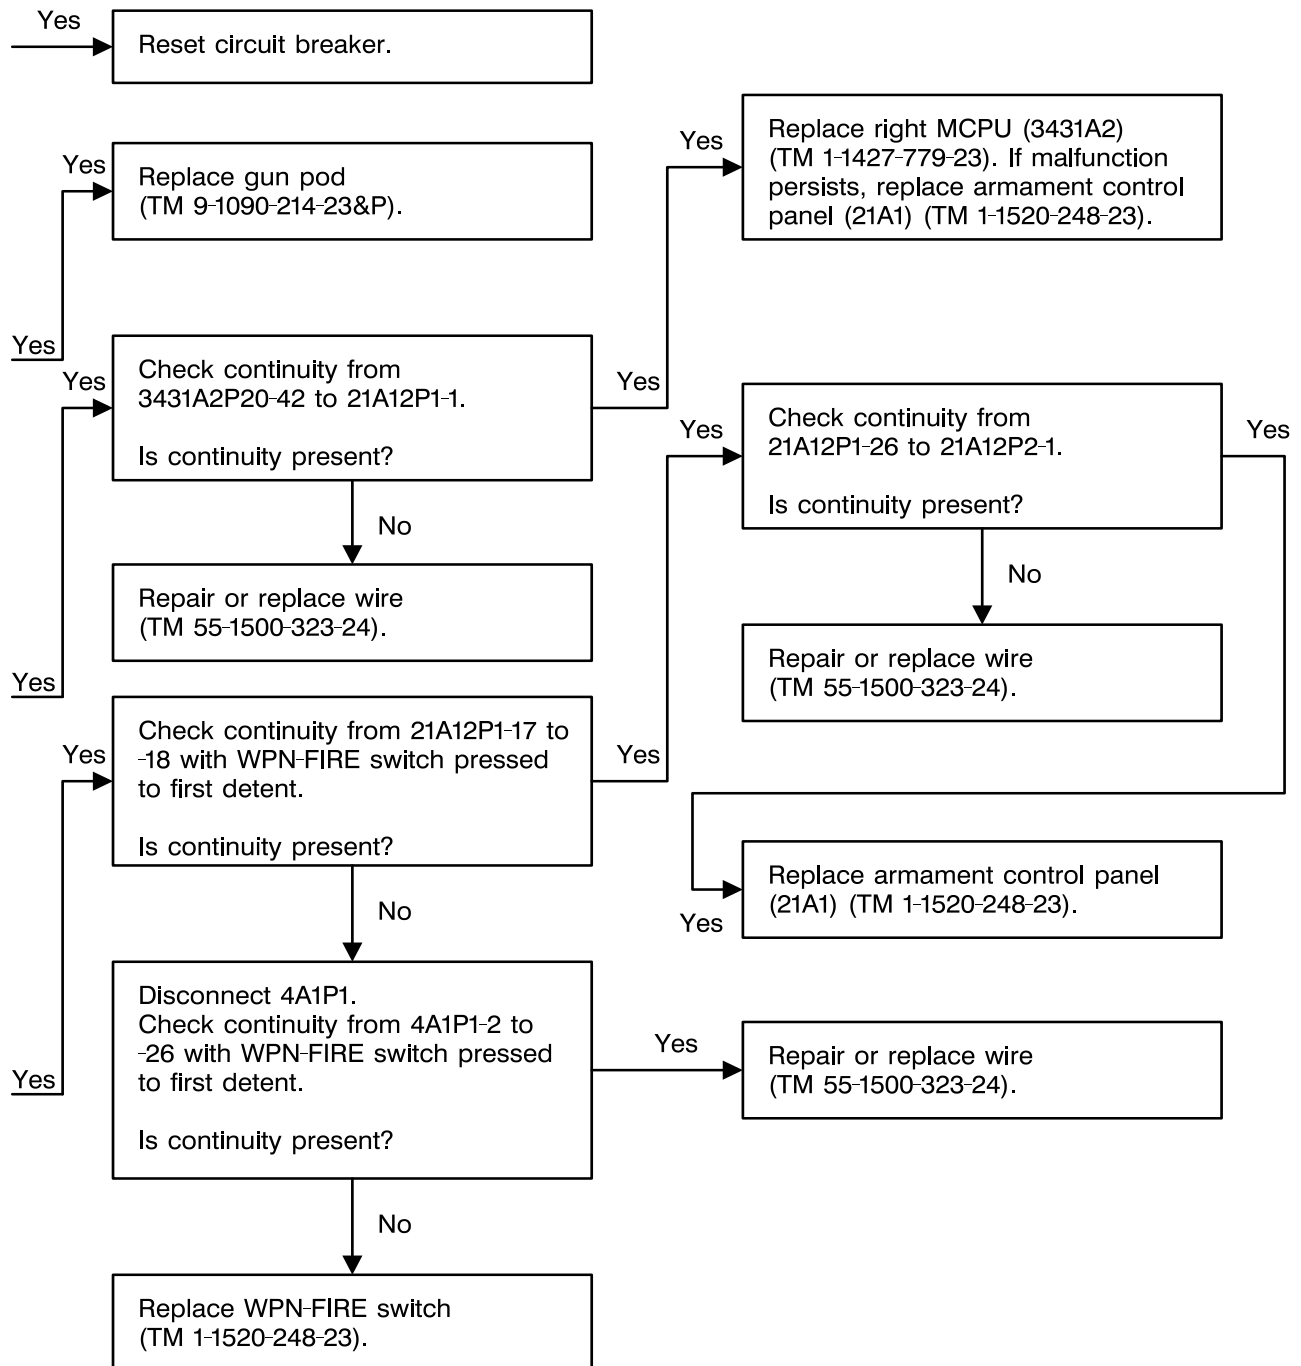 Yes
Reset circuit breaker.
Yes
Replace gun pod
(TM 9-1090-214-23&P).
Yes
Replace right MCPU (3431A2)
(TM 1-1427-779-23). If malfunction
persists, replace armament control
panel (21A1) (TM 1-1520-248-23).
Yes
Yes
Check continuity from
3431A2P20-42 to 21A12P1-1.
Is continuity present?
Yes
No
Repair or replace wire
(TM 55-1500-323-24).
Yes
Check continuity from
21A12P1-26 to 21A12P2-1.
Is continuity present?
Yes
No
Repair or replace wire
(TM 55-1500-323-24).
Yes
Yes
Check continuity from 21A12P1-17 to
-18 with WPN-FIRE switch pressed
to first detent.
Is continuity present?
Yes
No
Replace armament control panel
(21A1) (TM 1-1520-248-23).
Yes
Disconnect 4A1P1.
Check continuity from 4A1P1-2 to
-26 with WPN-FIRE switch pressed
to first detent.
Is continuity present?
Yes
Yes
Repair or replace wire
(TM 55-1500-323-24).
No
Replace WPN-FIRE switch
(TM 1-1520-248-23).